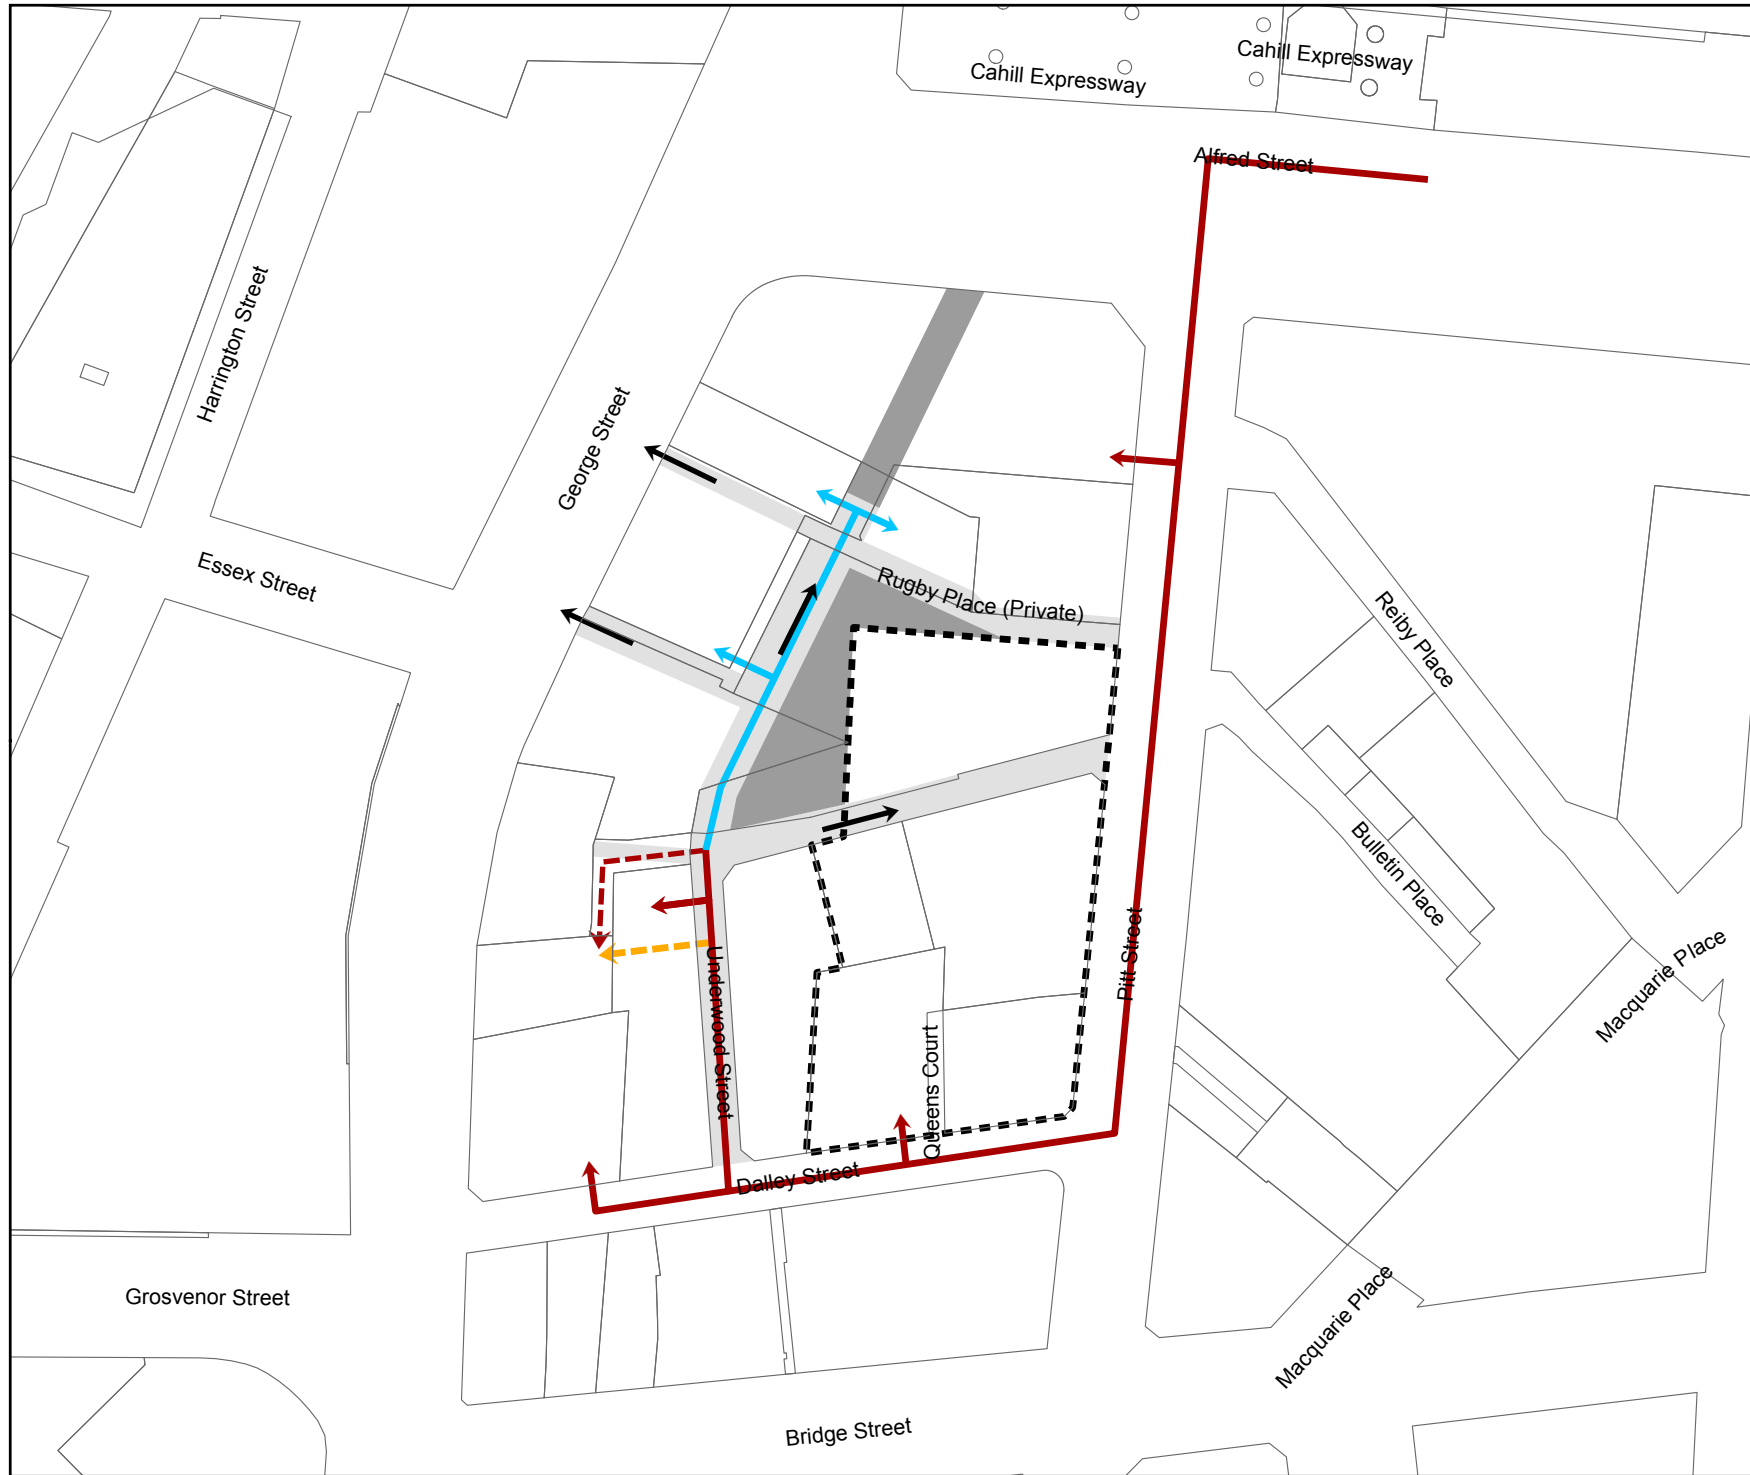 Cahill Expressway
Cahill Expressway
Alfred Street
Harrington Street
George Street
Essex Street
Rugby Place (Private)
Reiby Place
Bulletin Place
Pitt Street
Macquarie Place
Underwood Street
Queens Court
Dalley Street
Grosvenor Street
Macquarie Place
Bridge Street